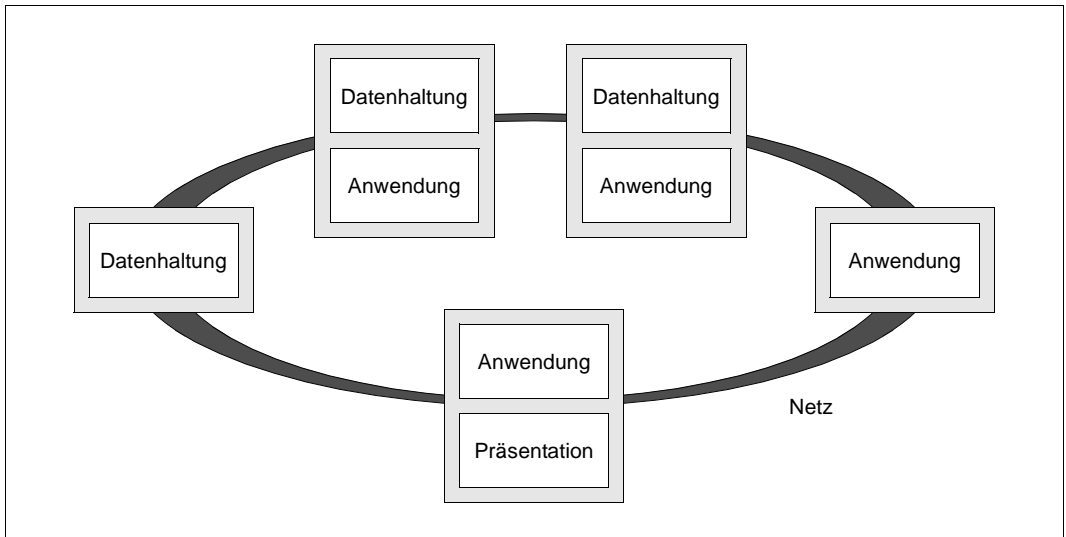 Datenhaltung
Anwendung
Datenhaltung
Anwendung
Datenhaltung
Anwendung
Anwendung
Präsentation
Netz